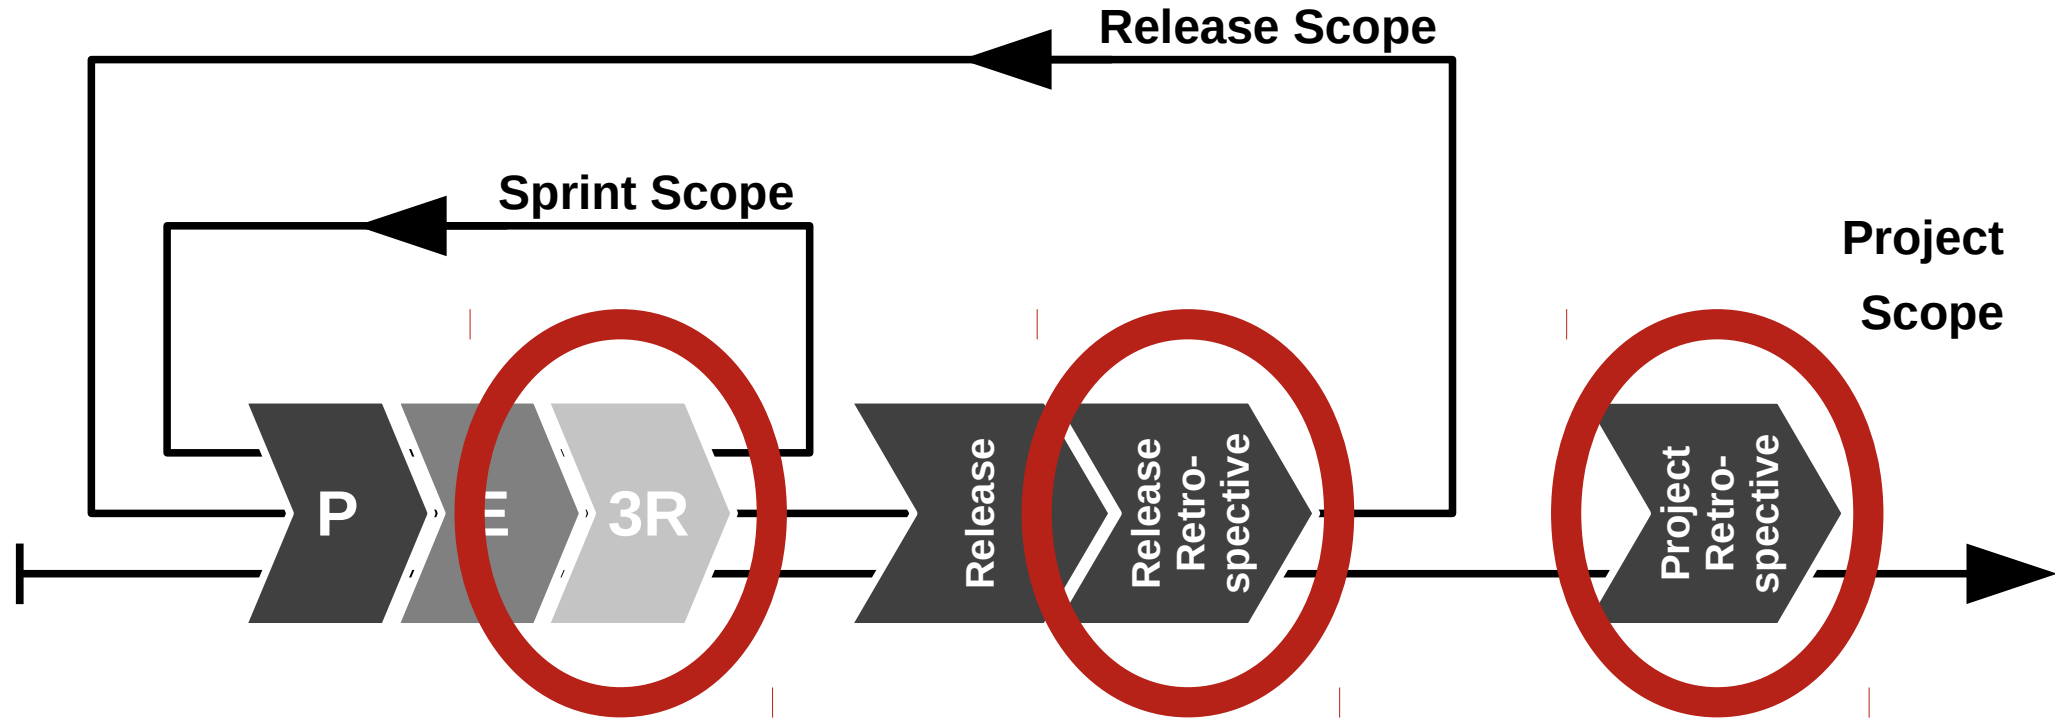 Release Scope
Sprint Scope
Project
Scope
P
E
3R
Release
Release
Retro-
spective
Project
Retro-
spective